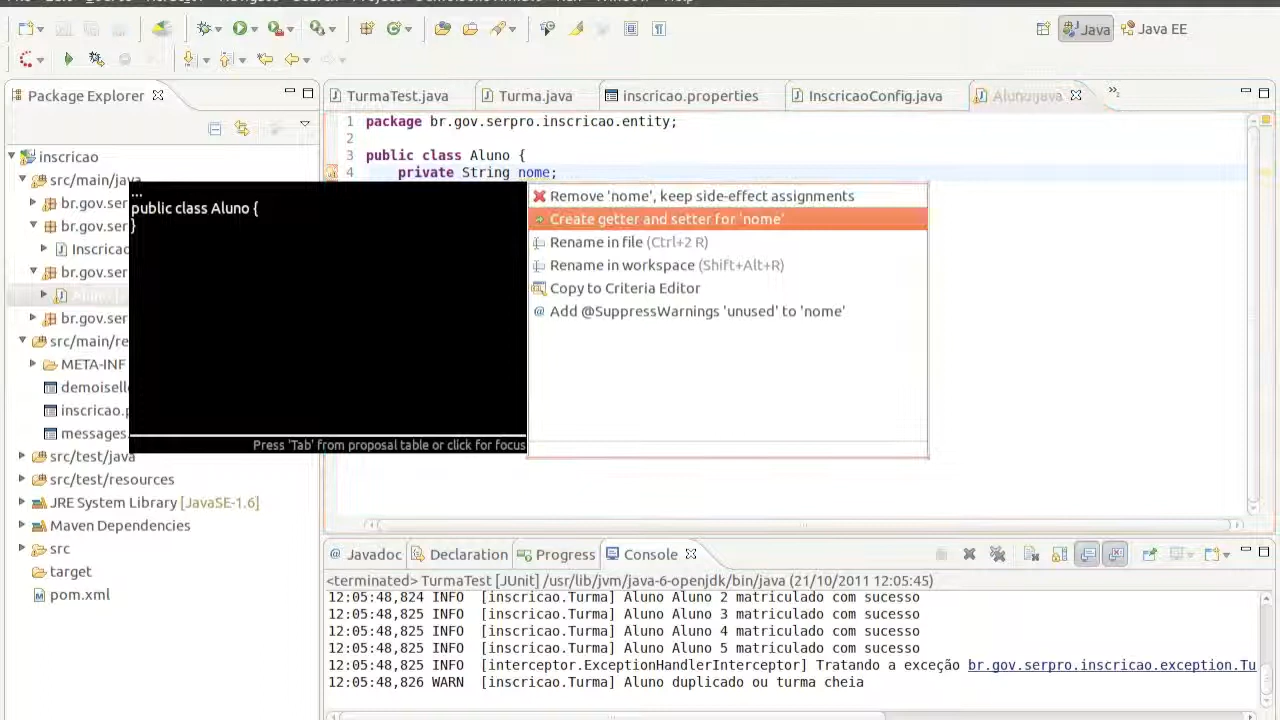 Java
Java EE
Package Explorer
TurmaTest.java
Turma.java
inscricao.properties
InscricaoConfig.java
Aluno.java
inscricao
src/main/java
br.gov.ser
br.gov.ser
Inscricao
br.gov.ser
Aluno
br.gov.ser
src/main/re
META-INF
demoisell
inscricao.p
messages.
src/test/java
src/test/resources
JRE System Library [JavaSE-1.6]
Maven Dependencies
src
target
pom.xml
1 package br.gov.serpro.inscricao.entity;
2
3 public class Aluno {
4 private String nome;
...
public class Aluno {
}
Press 'Tab' from proposal table or click for focus
Remove 'nome', keep side-effect assignments
Create getter and setter for 'nome'
Rename in file (Ctrl+2 R)
Rename in workspace (Shift+Alt+R)
Copy to Criteria Editor
@ Add @SuppressWarnings 'unused' to 'nome'
@ Javadoc
Declaration
Progress
Console
<terminated> TurmaTest [JUnit] /usr/lib/jvm/java-6-openjdk/bin/java (21/10/2011 12:05:45)
12:05:48,824 INFO [inscricao.Turma] Aluno Aluno 2 matriculado com sucesso
12:05:48,825 INFO [inscricao.Turma] Aluno Aluno 3 matriculado com sucesso
12:05:48,825 INFO [inscricao.Turma] Aluno Aluno 4 matriculado com sucesso
12:05:48,825 INFO [inscricao.Turma] Aluno Aluno 5 matriculado com sucesso
12:05:48,825 INFO [interceptor.ExceptionHandlerInterceptor] Tratando a exceção br.gov.serpro.inscricao.exception.Tu
12:05:48,826 WARN [inscricao.Turma] Aluno duplicado ou turma cheia